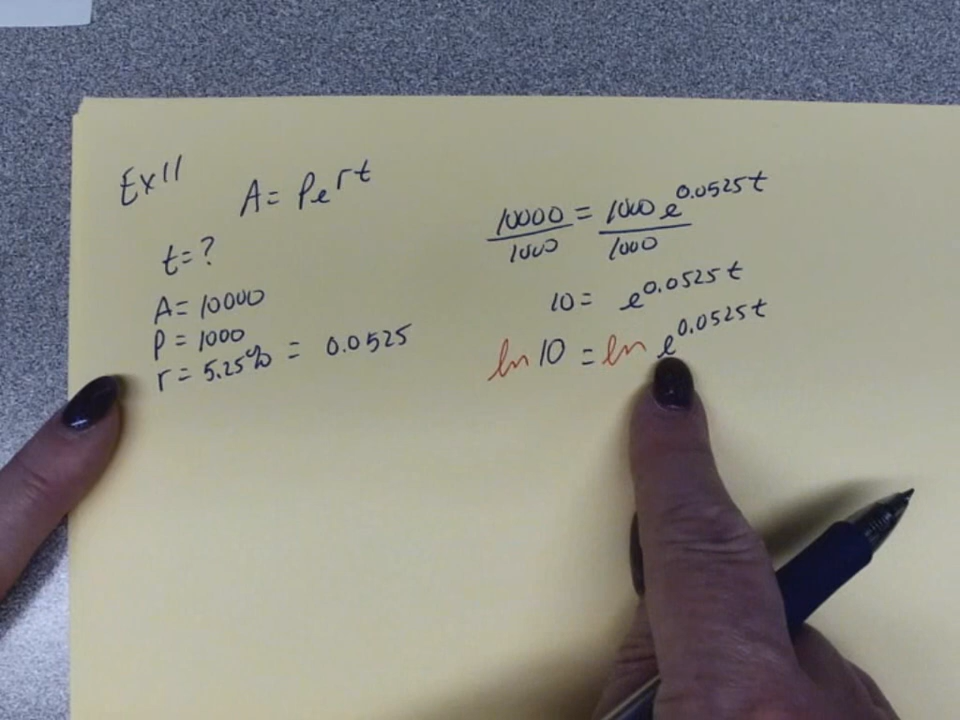 Ex 11
A = Pe^rt
t = ?
A = 10000
P = 1000
r = 5.25% = 0.0525
10000/1000 = 1000 e^0.0525t/1000
10 = e^0.0525t
ln 10 = ln e^0.0525t